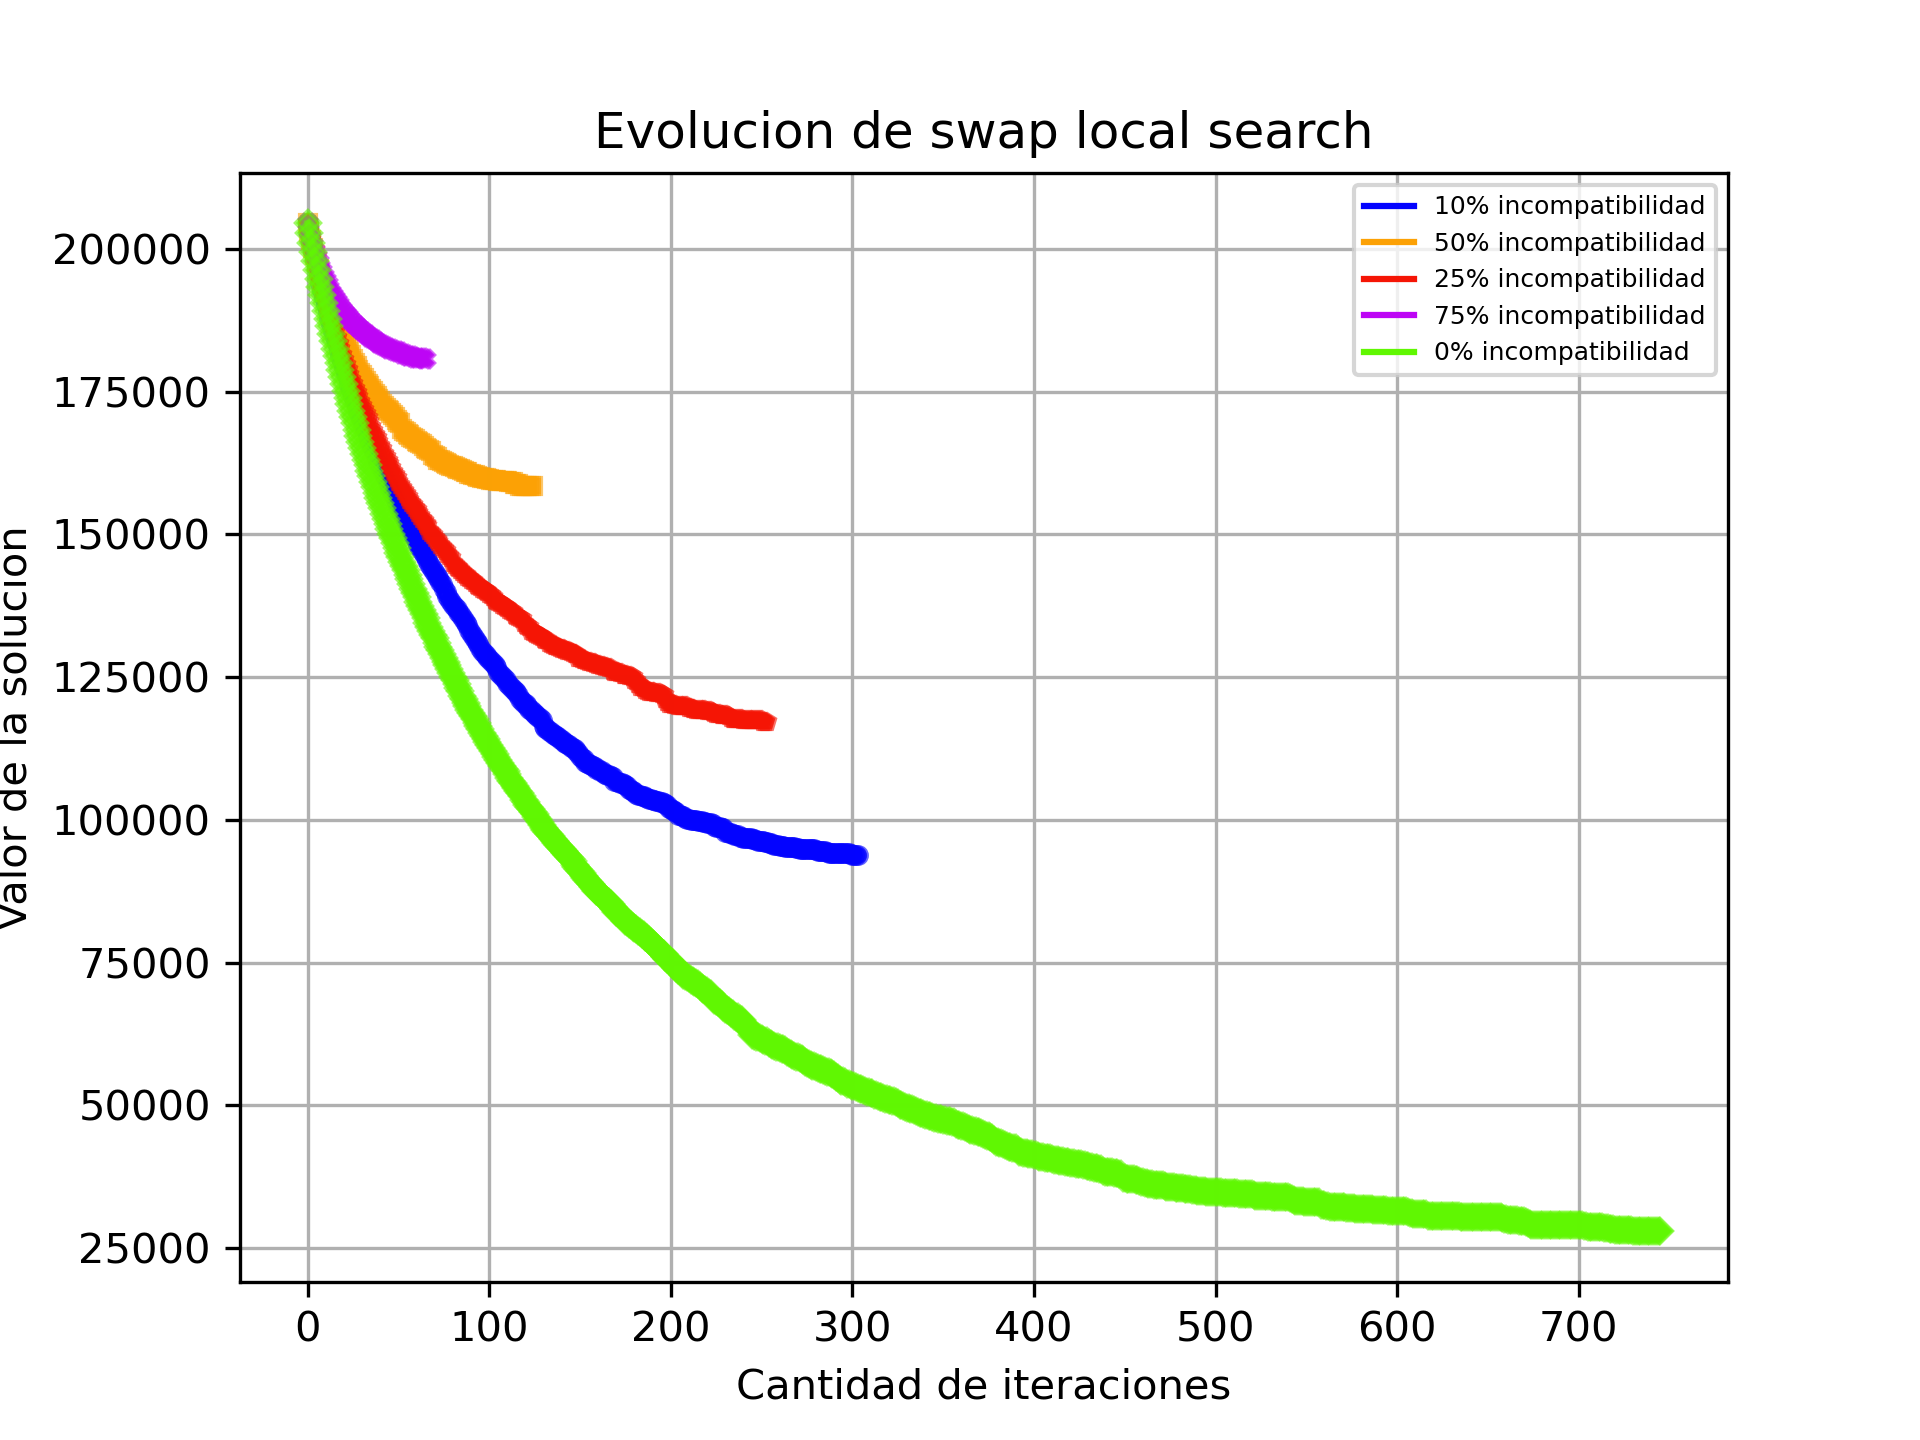 Evolucion de swap local search
10% incompatibilidad
50% incompatibilidad
25% incompatibilidad
75% incompatibilidad
0% incompatibilidad
Valor de la solucion
200000
175000
150000
125000
100000
75000
50000
25000
0 100 200 300 400 500 600 700
Cantidad de iteraciones